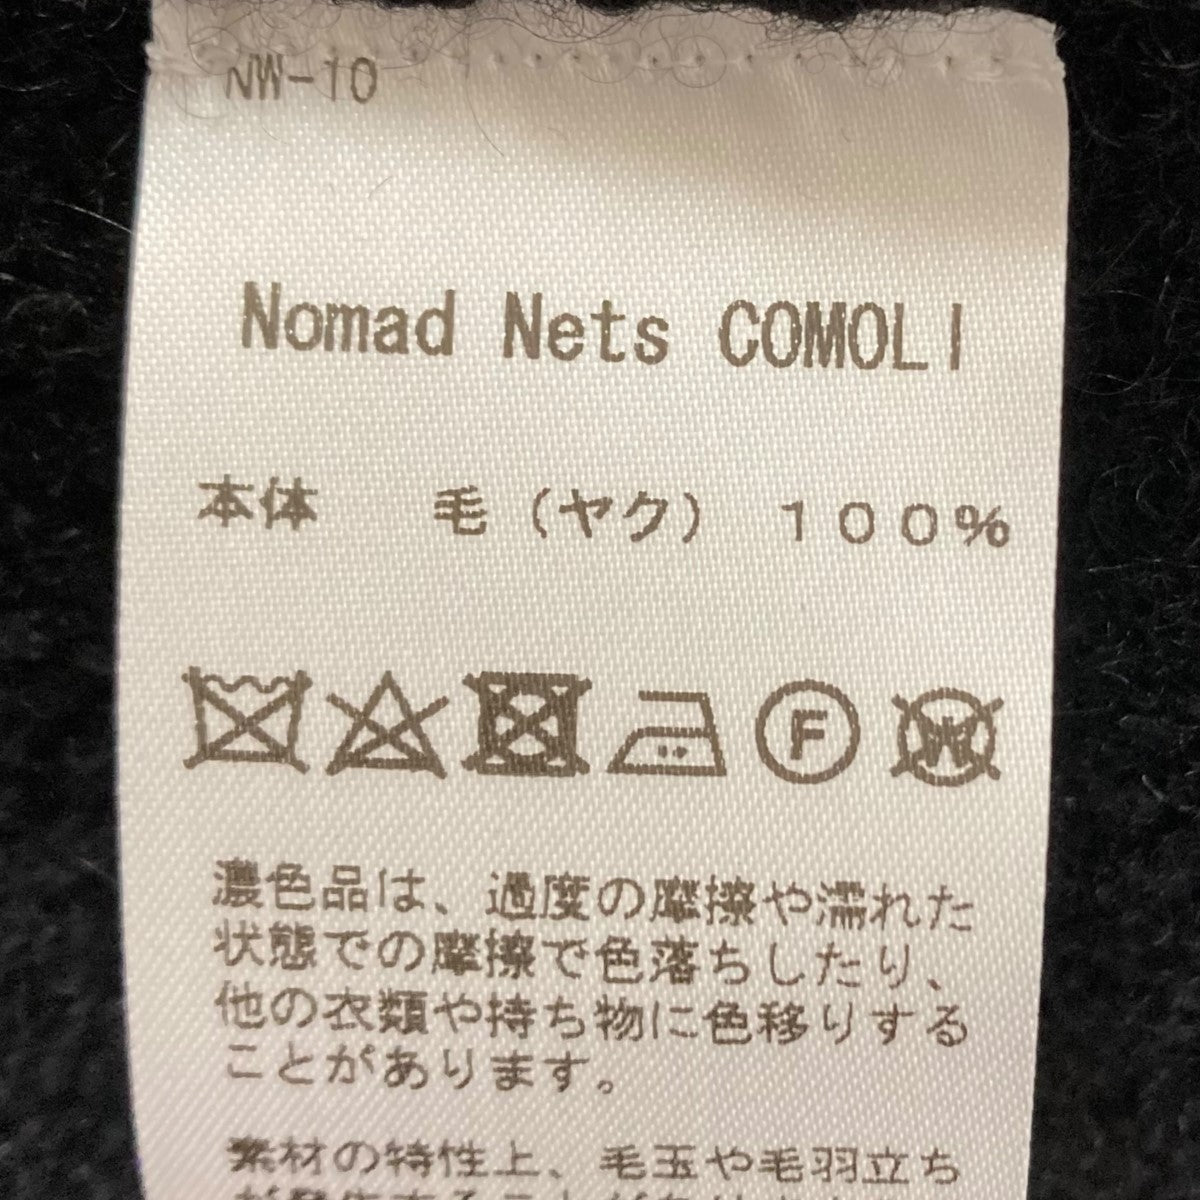 NW-10
Nomad Nets COMOLI
本体　毛（ヤク）１００％
F
W
濃色品は、過度の摩擦や濡れた
状態での摩擦で色落ちしたり、
他の衣類や持ち物に色移りする
ことがあります。
素材の特性上、毛玉や毛羽立ち